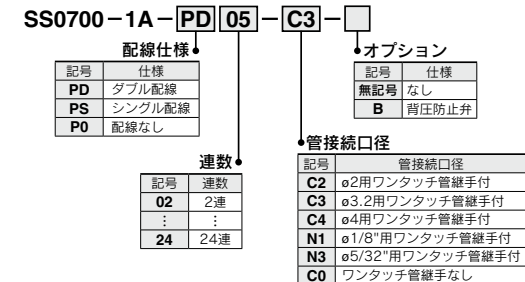 SS0700-1A-PD 05-C3-
配線仕様
記号 仕様
PD ダブル配線
PS シングル配線
P0 配線なし
連数
記号 連数
02 2連
⋮ ⋮
24 24連
オプション
記号 仕様
無記号 なし
B 背圧防止弁
管接続口径
記号 管接続口径
C2 ø2用ワンタッチ管継手付
C3 ø3.2用ワンタッチ管継手付
C4 ø4用ワンタッチ管継手付
N1 ø1/8"用ワンタッチ管継手付
N3 ø5/32"用ワンタッチ管継手付
C0 ワンタッチ管継手なし